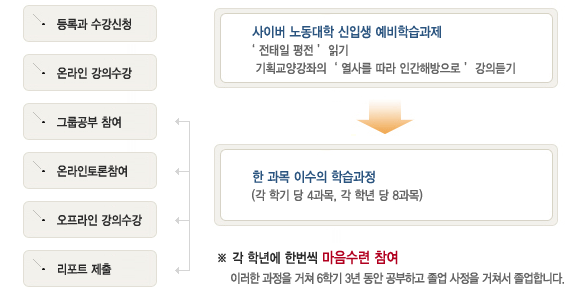 등록과 수강신청
온라인 강의수강
그룹공부 참여
온라인토론참여
오프라인 강의수강
리포트 제출
사이버 노동대학 신입생 예비학습과제
‘ 전태일 평전 ’ 읽기
기획교양강좌의 ‘ 열사를 따라 인간해방으로 ’ 강의듣기
한 과목 이수의 학습과정
(각 학기 당 4과목, 각 학년 당 8과목)
※ 각 학년에 한번씩 마음수련 참여
이러한 과정을 거쳐 6학기 3년 동안 공부하고 졸업 사정을 거쳐서 졸업합니다.